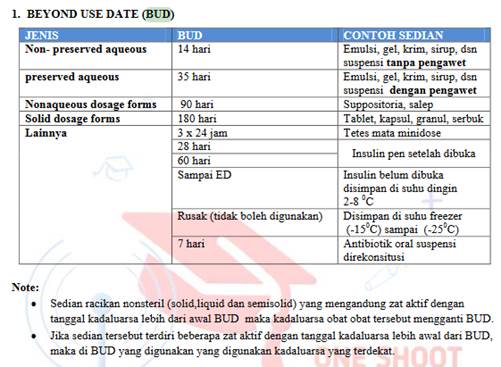 1. BEYOND USE DATE (BUD)
JENIS BUD CONTOH SEDIAN
Non- preserved aqueous 14 hari Emulsi, gel, krim, sirup, dsn
suspensi tanpa pengawet
preserved aqueous 35 hari Emulsi, gel, krim, sirup, dsn
suspensi dengan pengawet
Nonaqueous dosage forms 90 hari Suppositoria, salep
Solid dosage forms 180 hari Tablet, kapsul, granul, serbuk
Lainnya 3 x 24 jam Tetes mata minidose
28 hari
60 hari
Insulin pen setelah dibuka
Sampai ED Insulin belum dibuka
disimpan di suhu dingin
2-8 ⁰C
Rusak (tidak boleh digunakan) Disimpan di suhu freezer
(-15⁰C) sampai (-25⁰C)
7 hari Antibiotik oral suspensi
direkonsitusi
Note:
• Sedian racikan nonsteril (solid,liquid dan semisolid) yang mengandung zat aktif dengan
tanggal kadaluarsa lebih dari awal BUD maka kadaluarsa obat obat tersebut mengganti BUD.
• Jika sedian tersebut terdiri beberapa zat aktif dengan tanggal kadaluarsa lebih awal dari BUD,
maka di BUD yang digunakan yang digunakan kadaluarsa yang terdekat.
ONE SHOOT